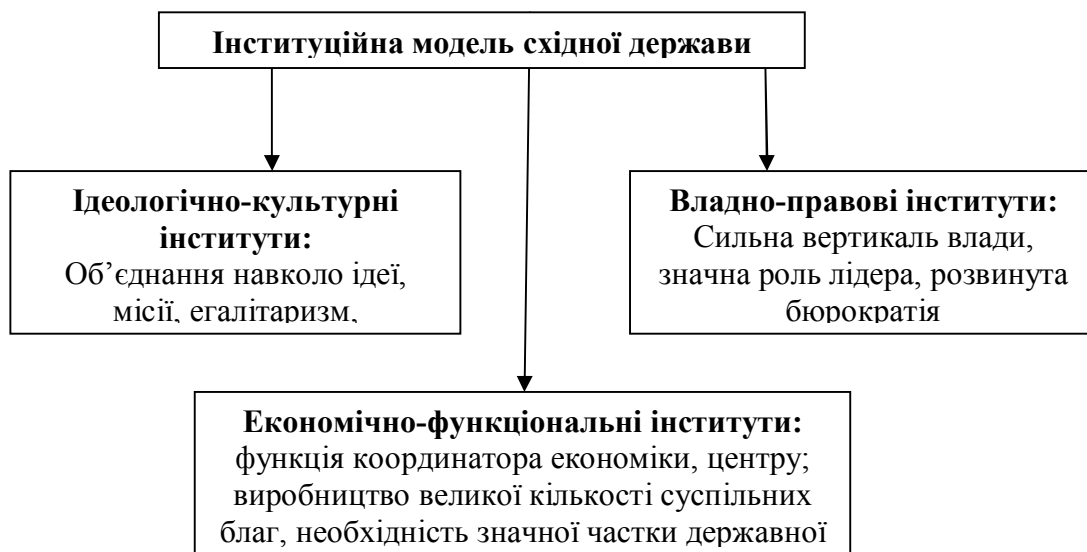 Інституційна модель східної держави
Ідеологічно-культурні
інститути:
Об’єднання навколо ідеї,
місії, егалітаризм,
Владно-правові інститути:
Сильна вертикаль влади,
значна роль лідера, розвинута
бюрократія
Економічно-функціональні інститути:
функція координатора економіки, центру;
виробництво великої кількості суспільних
благ, необхідність значної частки державної